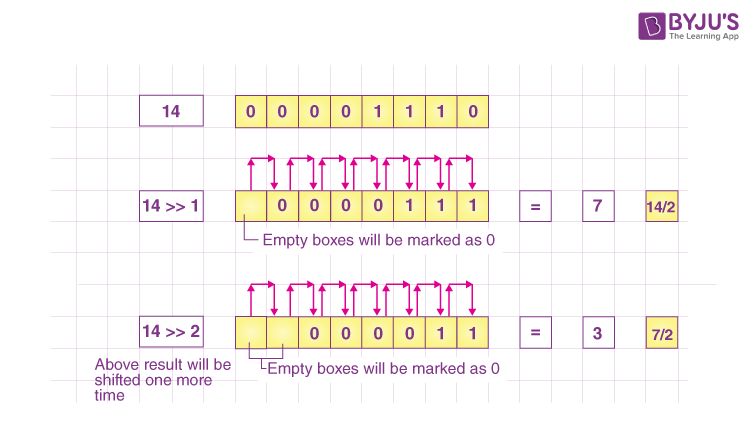 BYJU'S
The Learning App
14 0 0 0 0 1 1 1 0
14 >> 1 0 0 0 0 1 1 1 = 7 14/2
Empty boxes will be marked as 0
14 >> 2 0 0 0 0 1 1 = 3 7/2
Above result will be
shifted one more
time
Empty boxes will be marked as 0